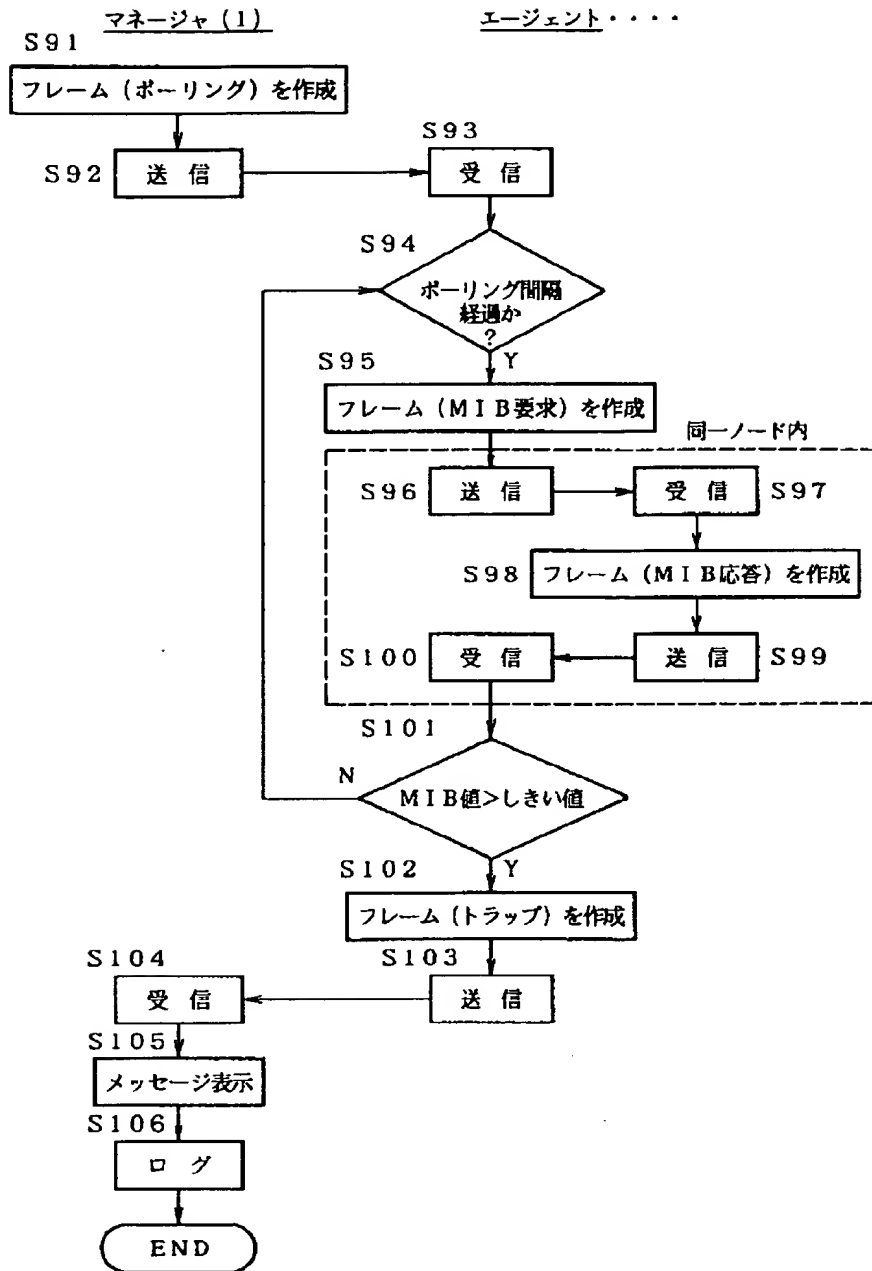 マネージャ(1)
エージェント・・・・
S91
フレーム(ポーリング)を作成
S93
S92
送 信
受 信
S94
ポーリング間隔
経過か
?
S95
Y
フレーム(MIB要求)を作成
同一ノード内
S96
送 信
受 信
S97
S98
フレーム(MIB応答)を作成
S100
受 信
送 信
S99
S101
N
MIB値>しきい値
S102
Y
フレーム(トラップ)を作成
S104
S103
受 信
送 信
S105
メッセージ表示
S106
ロ グ
END